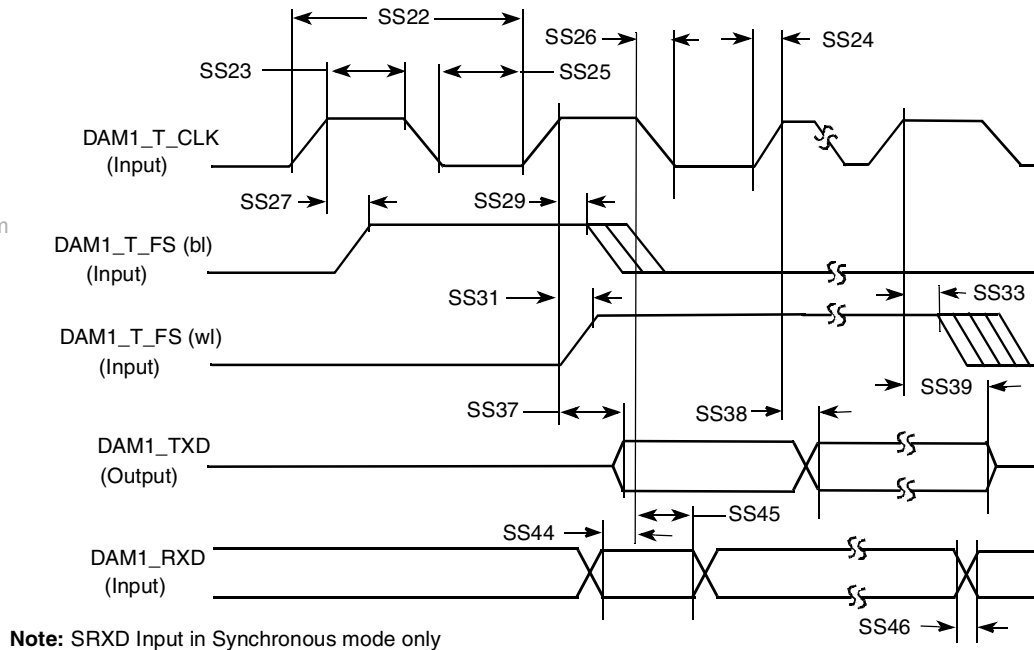 SS22
SS26
SS24
SS23
SS25
DAM1_T_CLK
(Input)
SS27
SS29
m
DAM1_T_FS (bl)
(Input)
SS31
SS33
DAM1_T_FS (wl)
(Input)
SS39
SS37
SS38
DAM1_TXD
(Output)
SS45
SS44
DAM1_RXD
(Input)
SS46
Note: SRXD Input in Synchronous mode only